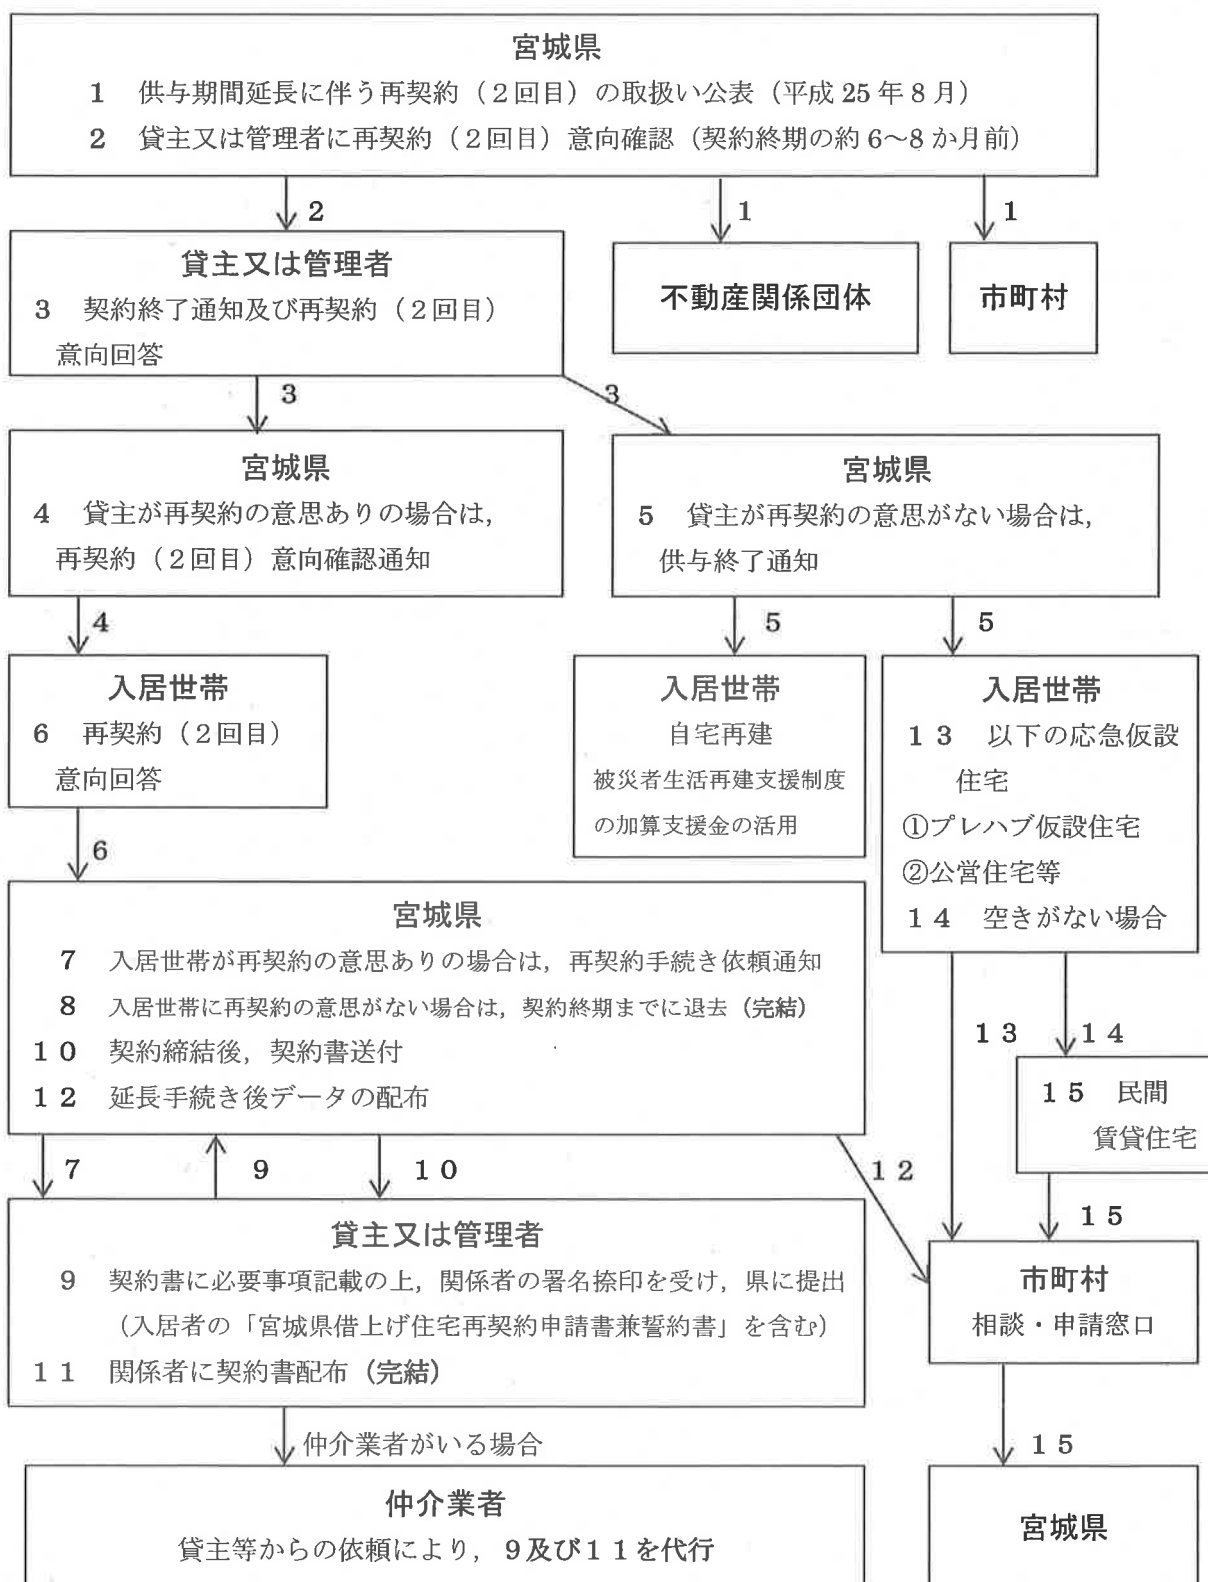 宮城県
1 供与期間延長に伴う再契約（２回目）の取扱い公表（平成 25 年 8 月）
2 貸主又は管理者に再契約（２回目）意向確認（契約終期の約 6～8 か月前）
2
1
1
貸主又は管理者
3 契約終了通知及び再契約（２回目）
意向回答
不動産関係団体
市町村
3
3
宮城県
4 貸主が再契約の意思ありの場合は，
再契約（２回目）意向確認通知
宮城県
5 貸主が再契約の意思がない場合は，
供与終了通知
4
5
5
入居世帯
6 再契約（２回目）
意向回答
入居世帯
自宅再建
被災者生活再建支援制度
の加算支援金の活用
入居世帯
１３ 以下の応急仮設
住宅
①プレハブ仮設住宅
②公営住宅等
１４ 空きがない場合
6
宮城県
7 入居世帯が再契約の意思ありの場合は，再契約手続き依頼通知
8 入居世帯に再契約の意思がない場合は，契約終期までに退去（完結）
１０ 契約締結後，契約書送付
１２ 延長手続き後データの配布
１３
１４
１５ 民間
賃貸住宅
7
9
１０
１２
１５
貸主又は管理者
9 契約書に必要事項記載の上，関係者の署名捺印を受け，県に提出
（入居者の「宮城県借上げ住宅再契約申請書兼誓約書」を含む）
１１ 関係者に契約書配布（完結）
市町村
相談・申請窓口
仲介業者がいる場合
１５
仲介業者
貸主等からの依頼により，９及び１１を代行
宮城県